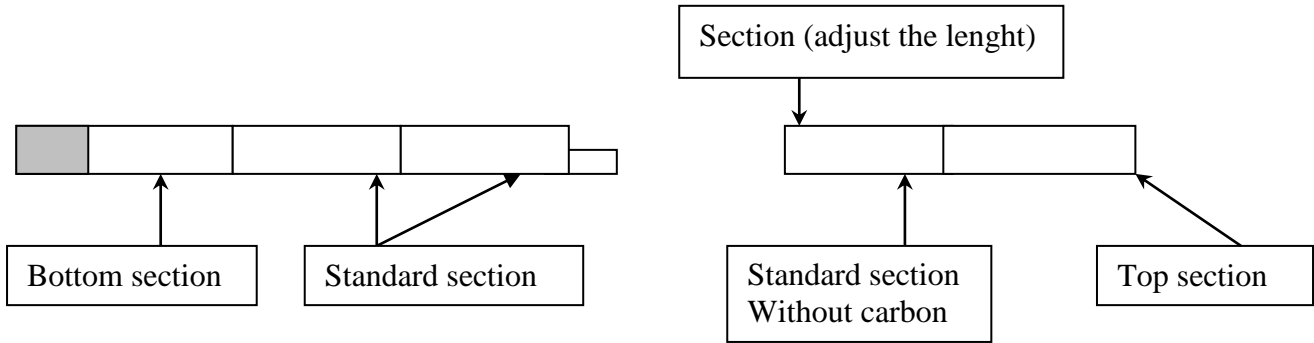 Section (adjust the lenght)
Bottom section
Standard section
Standard section
Without carbon
Top section